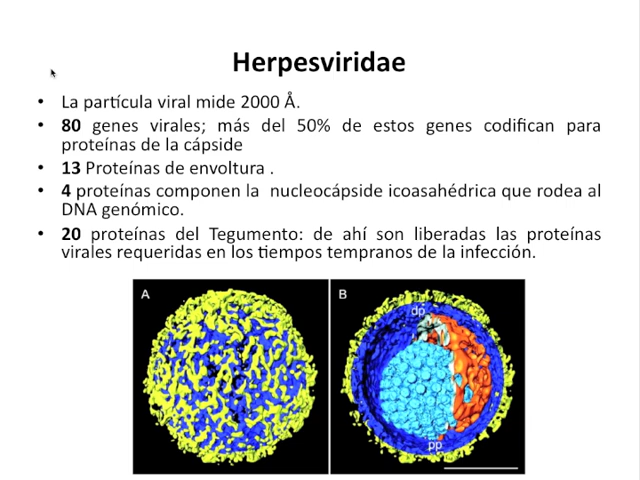 Herpesviridae
• La partícula viral mide 2000 Å.
• 80 genes virales; más del 50% de estos genes codifican para
proteínas de la cápside
• 13 Proteínas de envoltura .
• 4 proteínas componen la nucleocápside icoasahédrica que rodea al
DNA genómico.
• 20 proteínas del Tegumento: de ahí son liberadas las proteínas
virales requeridas en los tiempos tempranos de la infección.
A
B
dp
pp